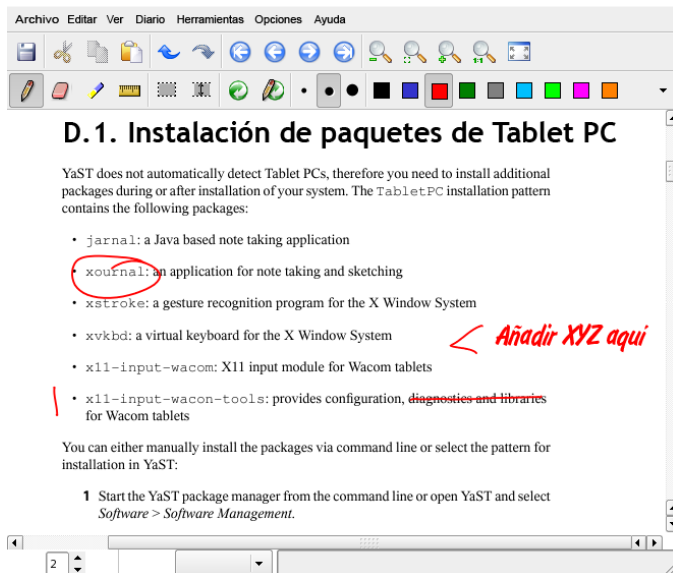 Archivo Editar Ver Diario Herramientas Opciones Ayuda
1:1
D.1. Instalación de paquetes de Tablet PC
YaST does not automatically detect Tablet PCs, therefore you need to install additional
packages during or after installation of your system. The TabletPC installation pattern
contains the following packages:
• jarnal: a Java based note taking application
• xournal: an application for note taking and sketching
• xstroke: a gesture recognition program for the X Window System
• xvkbd: a virtual keyboard for the X Window System
Añadir XYZ aqui
• x11-input-wacom: X11 input module for Wacom tablets
• x11-input-wacon-tools: provides configuration, diagnostics and libraries
for Wacom tablets
You can either manually install the packages via command line or select the pattern for
installation in YaST:
1 Start the YaST package manager from the command line or open YaST and select
Software > Software Management.
2